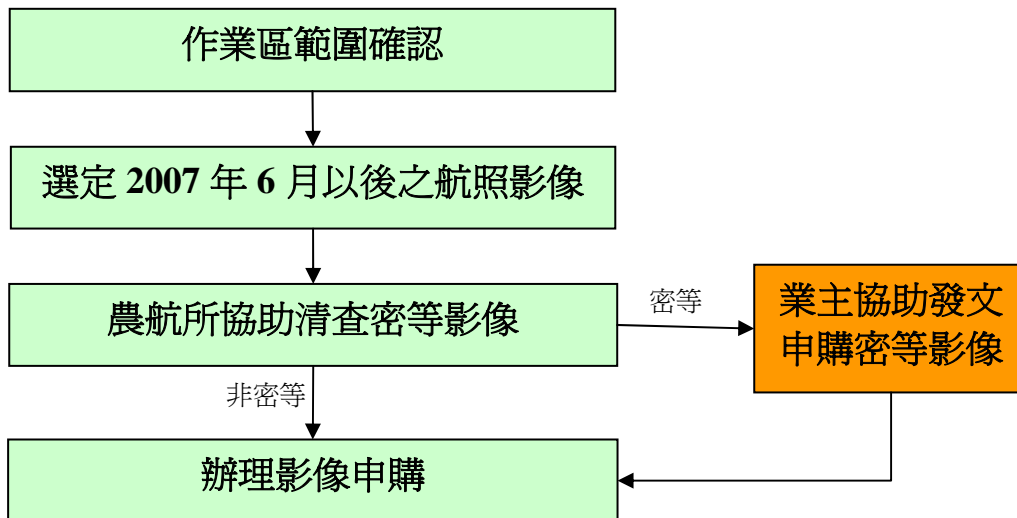 作業區範圍確認
選定 2007 年 6 月以後之航照影像
農航所協助清查密等影像
密等
業主協助發文
申購密等影像
非密等
辦理影像申購